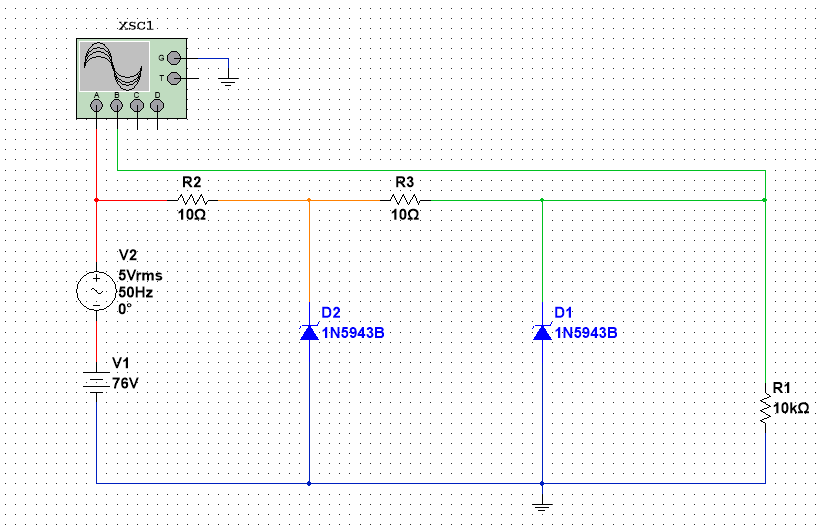 XSC1
G
T
A B C D
R2
10Ω
R3
10Ω
V2
5Vrms
50Hz
0°
D2
1N5943B
D1
1N5943B
V1
76V
R1
10kΩ